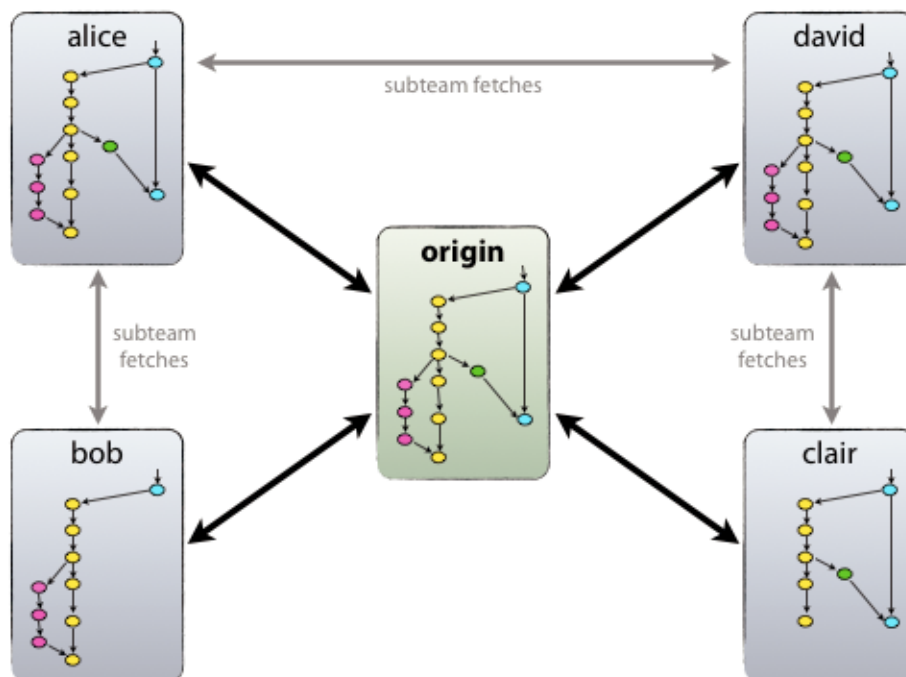 alice
david
subteam fetches
origin
subteam
fetches
subteam
fetches
bob
clair